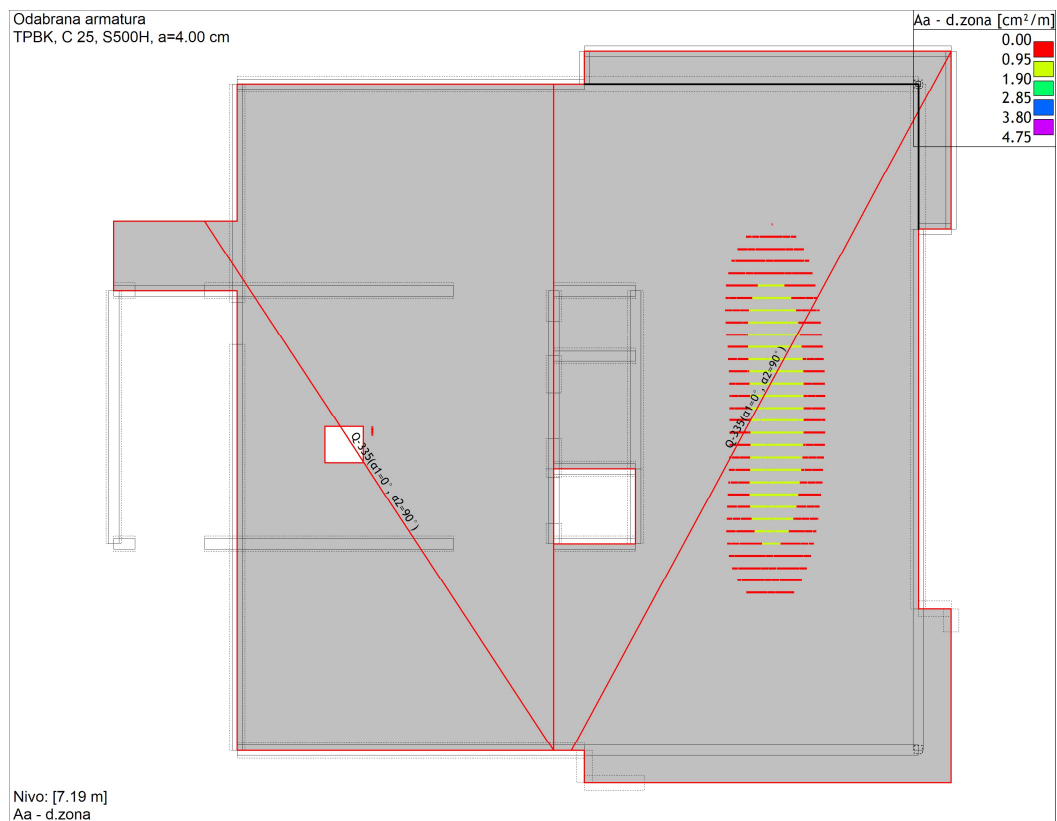 Odabrana armatura
TPBK, C 25, S500H, a=4.00 cm
Aa - d.zona [cm²/m]
0.00
0.95
1.90
2.85
3.80
4.75
Q-335(α1=0°, α2=90°)
Q-335(α1=0°, α2=90°)
Nivo: [7.19 m]
Aa - d.zona